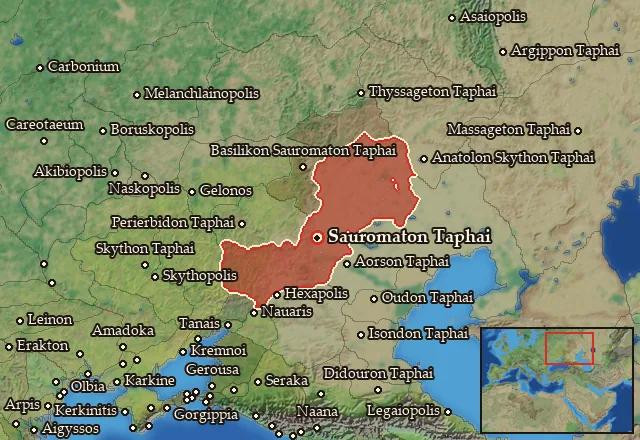 Asaiopolis
Argippon Taphai
Carbonium
Thyssageton Taphai
Melanchlainopolis
Careotaeum
Boruskopolis
Massageton Taphai
Basilikon Sauromaton Taphai
Anatolon Skython Taphai
Akibiopolis
Naskopolis
Gelonos
Perierbidon Taphai
Sauromaton Taphai
Skython Taphai
Aorson Taphai
Skythopolis
Hexapolis
Oudon Taphai
Nauaris
Leinon
Tanais
Amadoka
Isondon Taphai
Erakton
Kremnoi
Gerousa
Didouron Taphai
Olbia
Karkine
Seraka
Arpis
Kerkinitis
Gorgippia
Naana
Legaiopolis
Aigyssos